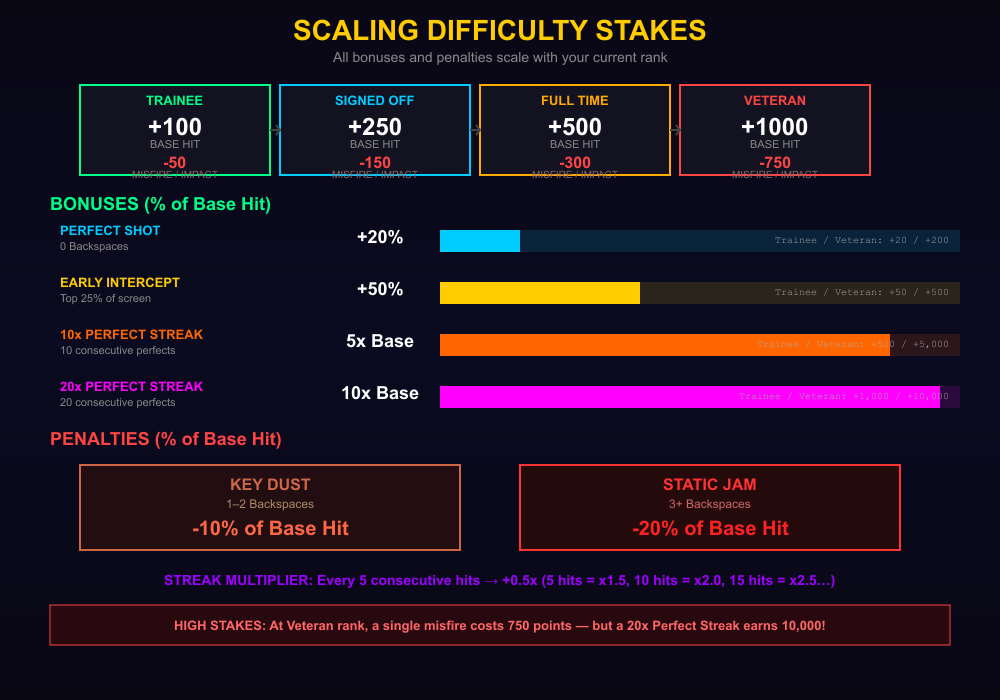 SCALING DIFFICULTY STAKES
All bonuses and penalties scale with your current rank
TRAINEE
+100
BASE HIT
-50
MISFIRE / IMPACT
→
SIGNED OFF
+250
BASE HIT
-150
MISFIRE / IMPACT
→
FULL TIME
+500
BASE HIT
-300
MISFIRE / IMPACT
→
VETERAN
+1000
BASE HIT
-750
MISFIRE / IMPACT
BONUSES (% of Base Hit)
PERFECT SHOT
0 Backspaces
+20%
Trainee / Veteran: +20 / +200
EARLY INTERCEPT
Top 25% of screen
+50%
Trainee / Veteran: +50 / +500
10x PERFECT STREAK
10 consecutive perfects
5x Base
Trainee / Veteran: +500 / +5,000
20x PERFECT STREAK
20 consecutive perfects
10x Base
Trainee / Veteran: +1,000 / +10,000
PENALTIES (% of Base Hit)
KEY DUST
1–2 Backspaces
-10% of Base Hit
STATIC JAM
3+ Backspaces
-20% of Base Hit
STREAK MULTIPLIER: Every 5 consecutive hits → +0.5x (5 hits = x1.5, 10 hits = x2.0, 15 hits = x2.5…)
HIGH STAKES: At Veteran rank, a single misfire costs 750 points — but a 20x Perfect Streak earns 10,000!